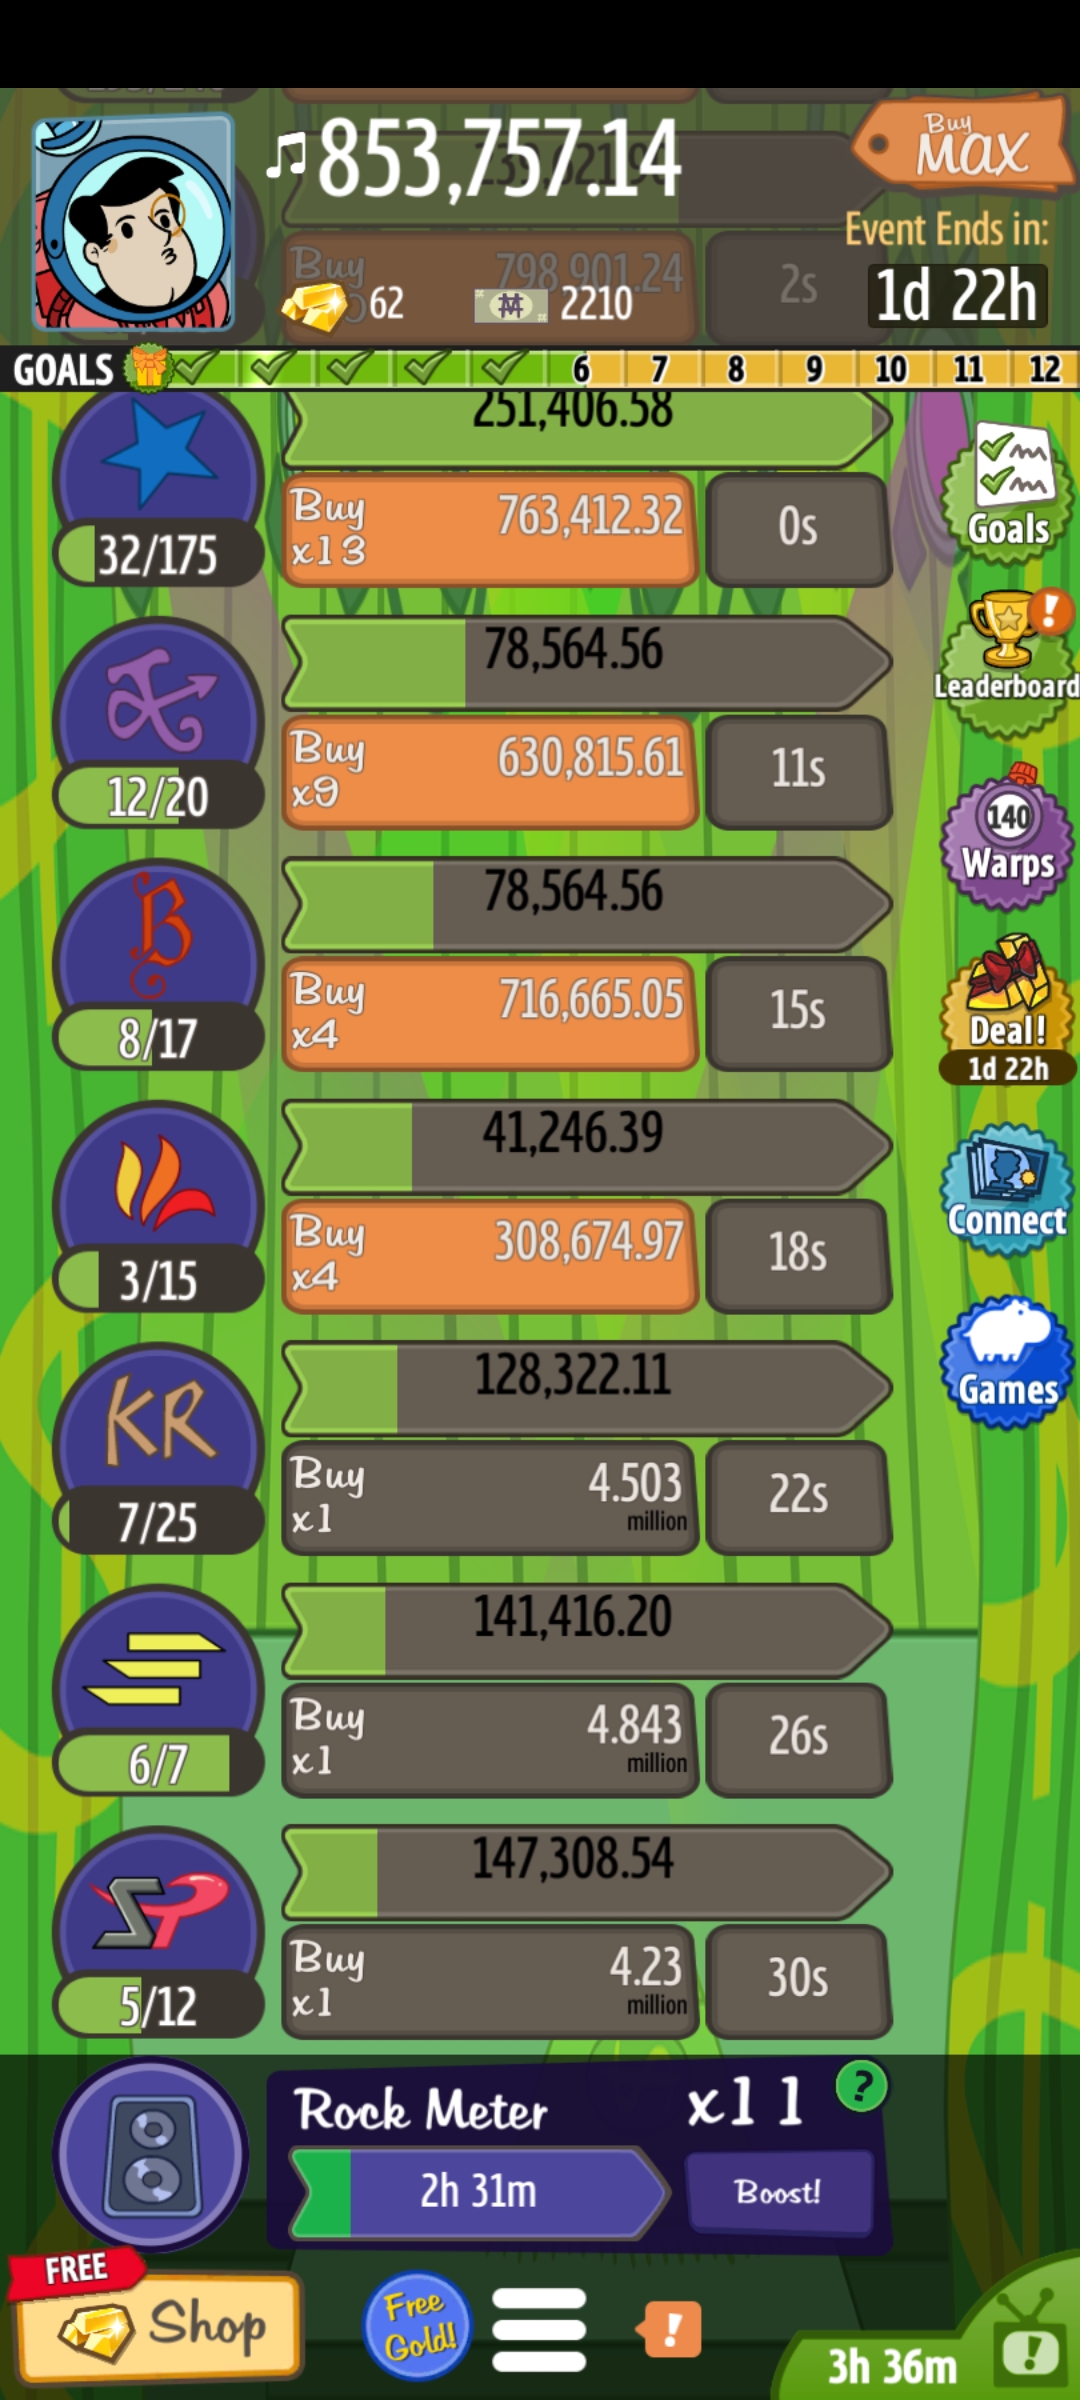 ♫853,757.14
Buy
MAX
Event Ends in:
1d 22h
Buy 798,901.24 2s
62 2210
GOALS 6 7 8 9 10 11 12
251,406.58
Buy
x13
763,412.32
0s
32/175
Goals
78,564.56
Leaderboard
Buy
x9
630,815.61
11s
12/20
140
Warps
78,564.56
B
Buy
x4
716,665.05
15s
8/17
Deal!
1d 22h
41,246.39
Buy
x4
308,674.97
18s
3/15
Connect
128,322.11
Games
KR
Buy
x1
4.503
million
22s
7/25
141,416.20
Buy
x1
4.843
million
26s
6/7
147,308.54
SP
Buy
x1
4.23
million
30s
5/12
Rock Meter x11 ?
2h 31m
Boost!
FREE
Shop
Free
Gold!
!
3h 36m
!